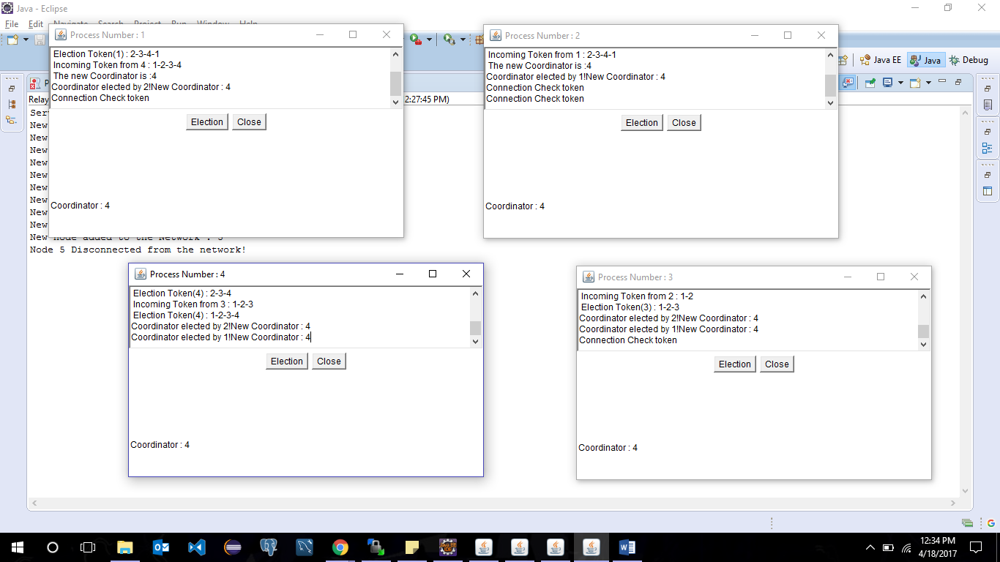 Java - Eclipse
File Edit Navigate Search Project Run Window Help
Java EE Java Debug
Process Number : 1
Election Token(1) : 2-3-4-1
Incoming Token from 4 : 1-2-3-4
The new Coordinator is :4
Coordinator elected by 2!New Coordinator : 4
Connection Check token
Election Close
Coordinator : 4
Process Number : 2
Incoming Token from 1 : 2-3-4-1
The new Coordinator is :4
Coordinator elected by 1!New Coordinator : 4
Connection Check token
Connection Check token
Election Close
Coordinator : 4
Relay
2:27:45 PM)
Ser
New
New
New
New
New
New
New
New
New
New node added to the Network : 5
Node 5 Disconnected from the network!
Process Number : 4
Election Token(4) : 2-3-4
Incoming Token from 3 : 1-2-3
Election Token(4) : 1-2-3-4
Coordinator elected by 2!New Coordinator : 4
Coordinator elected by 1!New Coordinator : 4
Election Close
Coordinator : 4
Process Number : 3
Incoming Token from 2 : 1-2
Election Token(3) : 1-2-3
Coordinator elected by 2!New Coordinator : 4
Coordinator elected by 1!New Coordinator : 4
Connection Check token
Election Close
Coordinator : 4
12:34 PM
4/18/2017